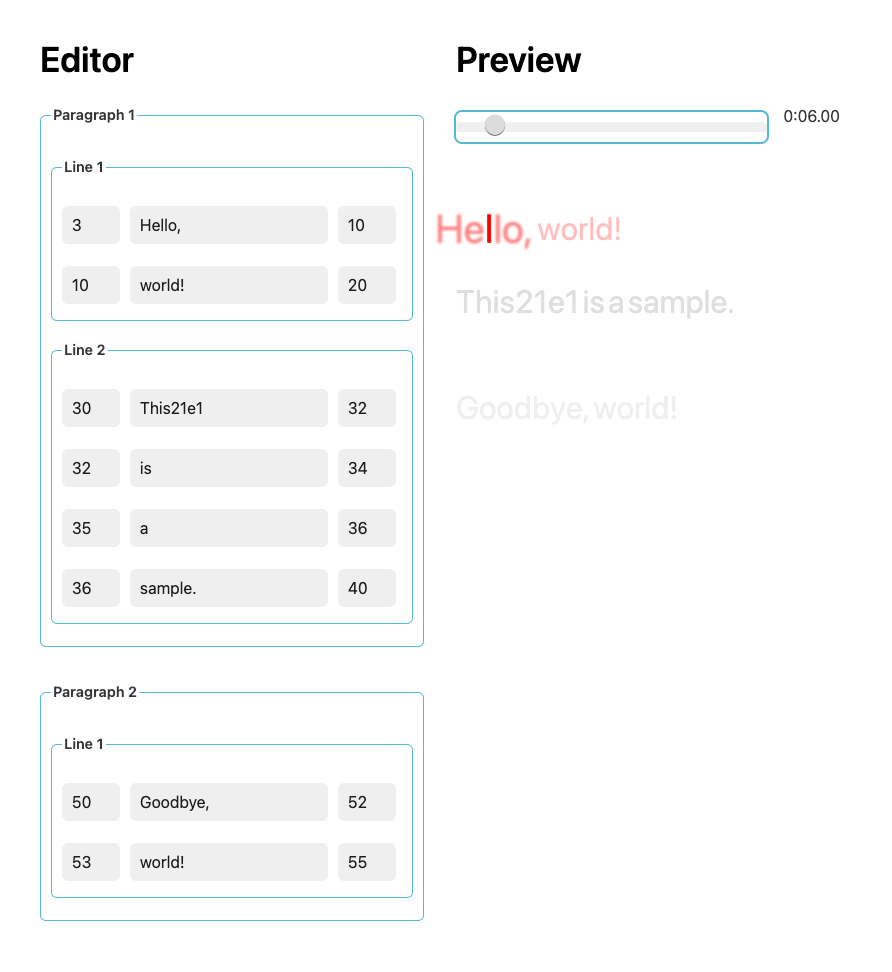 Editor
Paragraph 1
Line 1
3 Hello, 10
10 world! 20
Line 2
30 This21e1 32
32 is 34
35 a 36
36 sample. 40
Paragraph 2
Line 1
50 Goodbye, 52
53 world! 55
Preview
0:06.00
Hello, world!
This21e1 is a sample.
Goodbye, world!